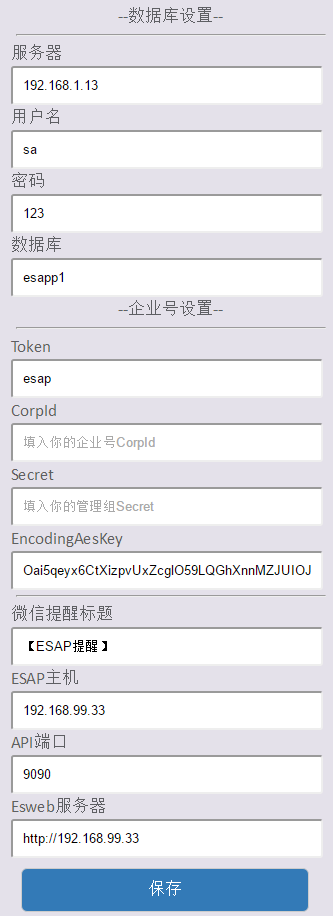 --数据库设置--
服务器
192.168.1.13
用户名
sa
密码
123
数据库
esapp1
--企业号设置--
Token
esap
CorpId
填入你的企业号CorpId
Secret
填入你的管理组Secret
EncodingAesKey
Oai5qeyx6CtXizpvUxZcglO59LQGhXnnMZJUIOJ
微信提醒标题
【ESAP提醒】
ESAP主机
192.168.99.33
API端口
9090
Esweb服务器
http://192.168.99.33
保存